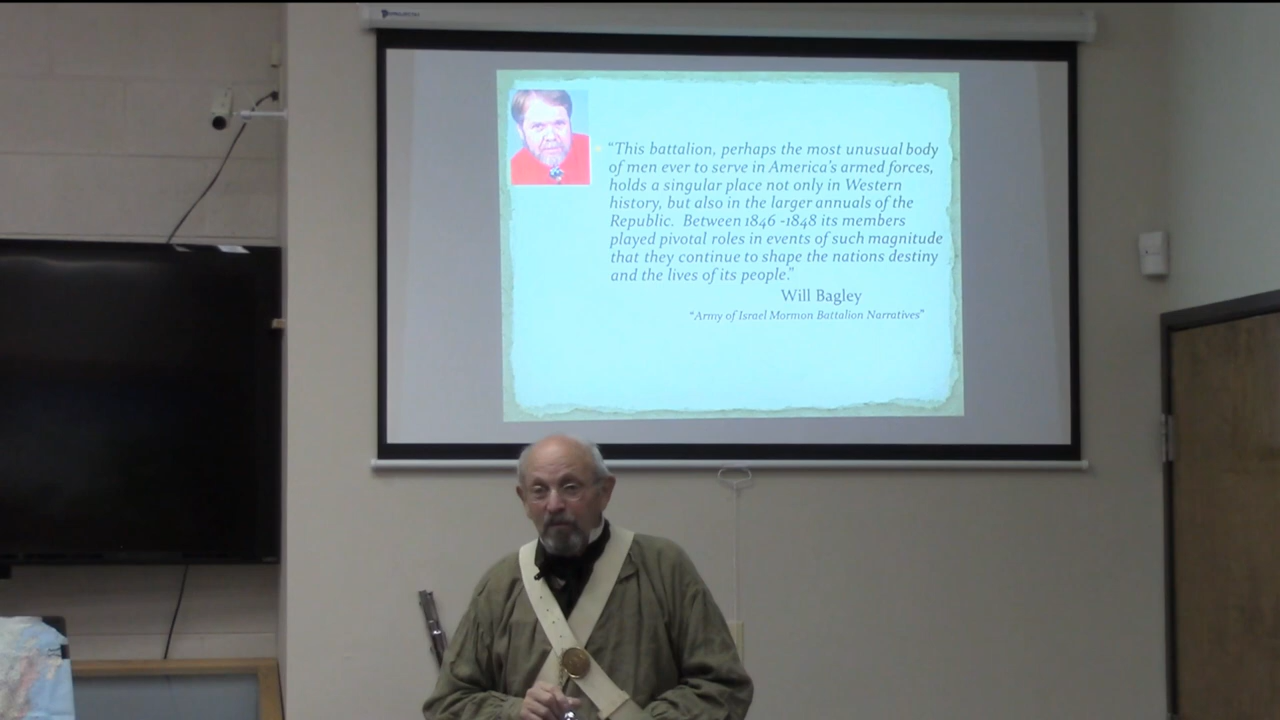 “This battalion, perhaps the most unusual body
of men ever to serve in America's armed forces,
holds a singular place not only in Western
history, but also in the larger annuals of the
Republic. Between 1846 -1848 its members
played pivotal roles in events of such magnitude
that they continue to shape the nations destiny
and the lives of its people.”
Will Bagley
“Army of Israel Mormon Battalion Narratives”